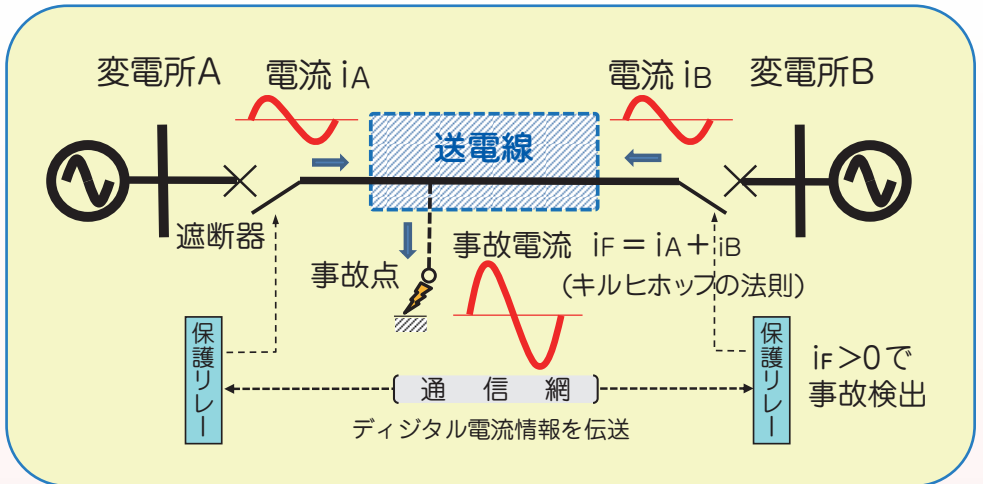 変電所A
電流 iA
電流 iB
変電所B
送電線
遮断器
事故点
事故電流 iF = iA + iB
(キルヒホッフの法則)
保護リレー
通 信 網
ディジタル電流情報を伝送
保護リレー
iF>0で
事故検出